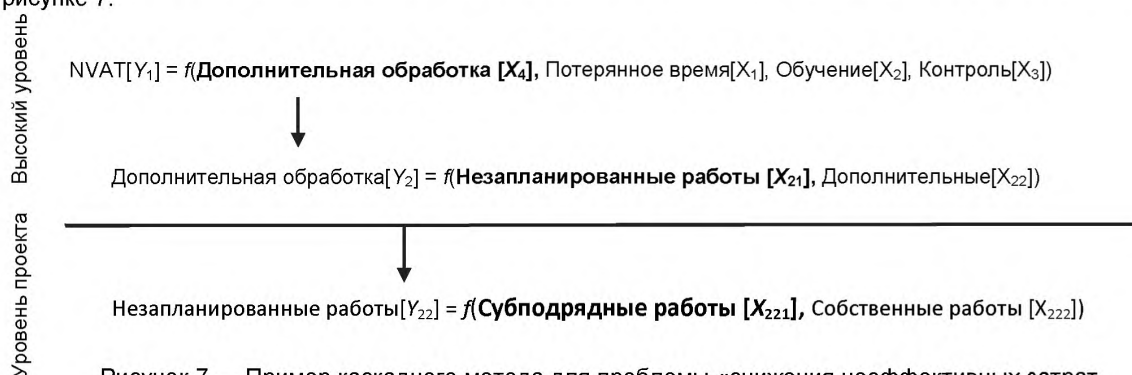 рисунке 7.
Высокий уровень
NVAT[Y₁] = f(Дополнительная обработка [X₄], Потерянное время[X₁], Обучение[X₂], Контроль[X₃])
Дополнительная обработка[Y₂] = f(Незапланированные работы [X₂₁], Дополнительные[X₂₂])
Уровень проекта
Незапланированные работы[Y₂₂] = f(Субподрядные работы [X₂₂₁], Собственные работы [X₂₂₂])
Рисунок 7 — Пример каскадного метода для проблемы «снижения неэффективных затрат